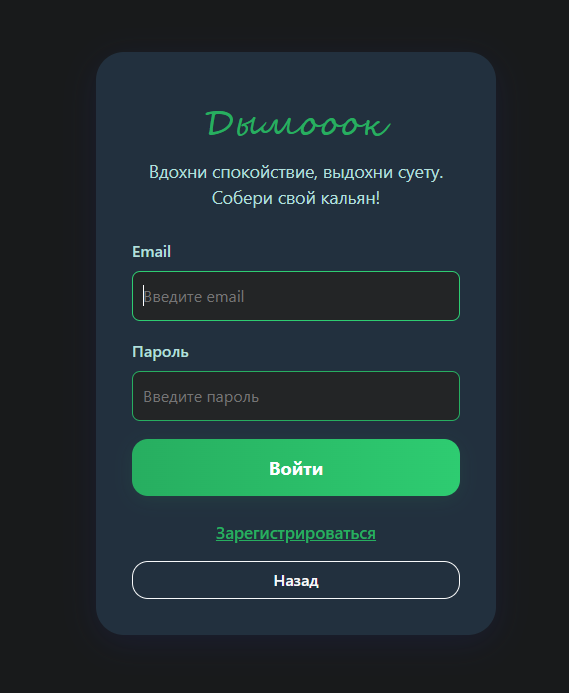 Дымооок
Вдохни спокойствие, выдохни суету.
Собери свой кальян!
Email
Введите email
Пароль
Введите пароль
Войти
Зарегистрироваться
Назад